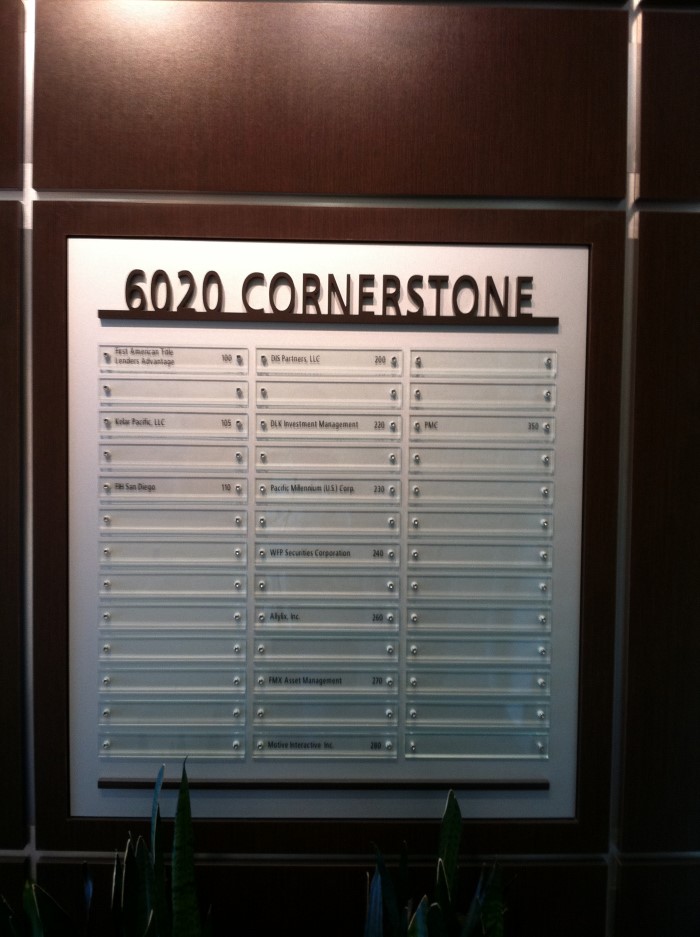 6020 CORNERSTONE
First American Title
Lenders Advantage 100
Kolar Pacific, LLC 105
San Diego 110
DIG Partners, LLC 200
DLK Investment Management 220
Pacific Millennium (U.S.) Corp. 230
WFP Securities Corporation 240
Allylix, Inc. 260
FMX Asset Management 270
Motive Interactive Inc. 280
PMC 350